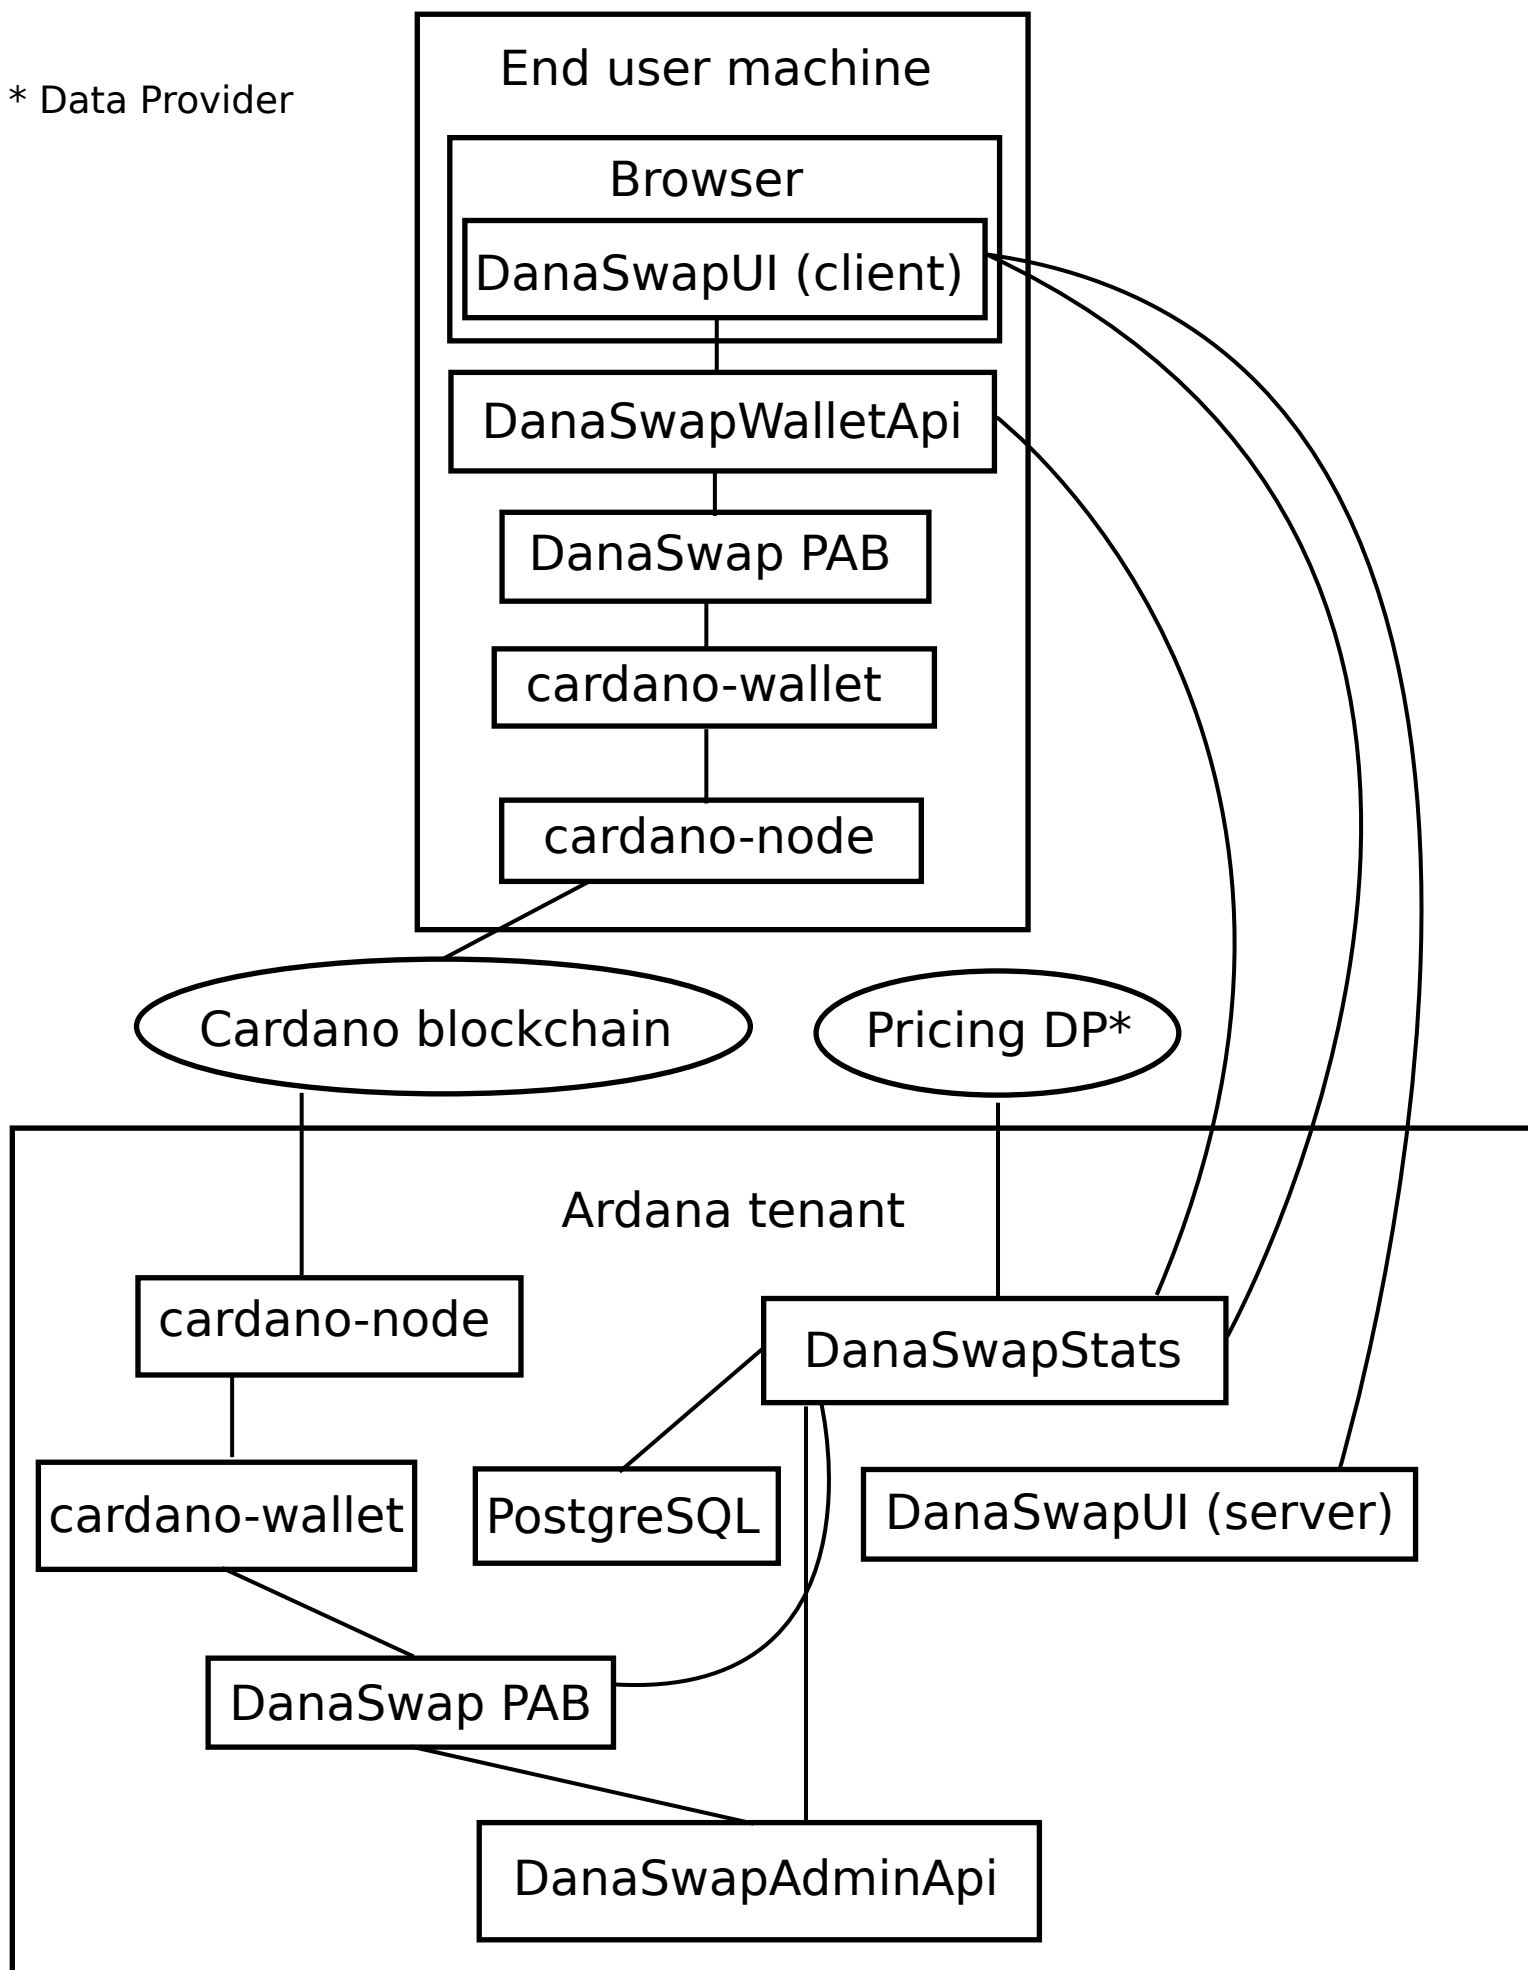 End user machine
* Data Provider
Browser
DanaSwapUI (client)
DanaSwapWalletApi
DanaSwap PAB
cardano-wallet
cardano-node
Cardano blockchain
Pricing DP*
Ardana tenant
cardano-node
DanaSwapStats
cardano-wallet
PostgreSQL
DanaSwapUI (server)
DanaSwap PAB
DanaSwapAdminApi